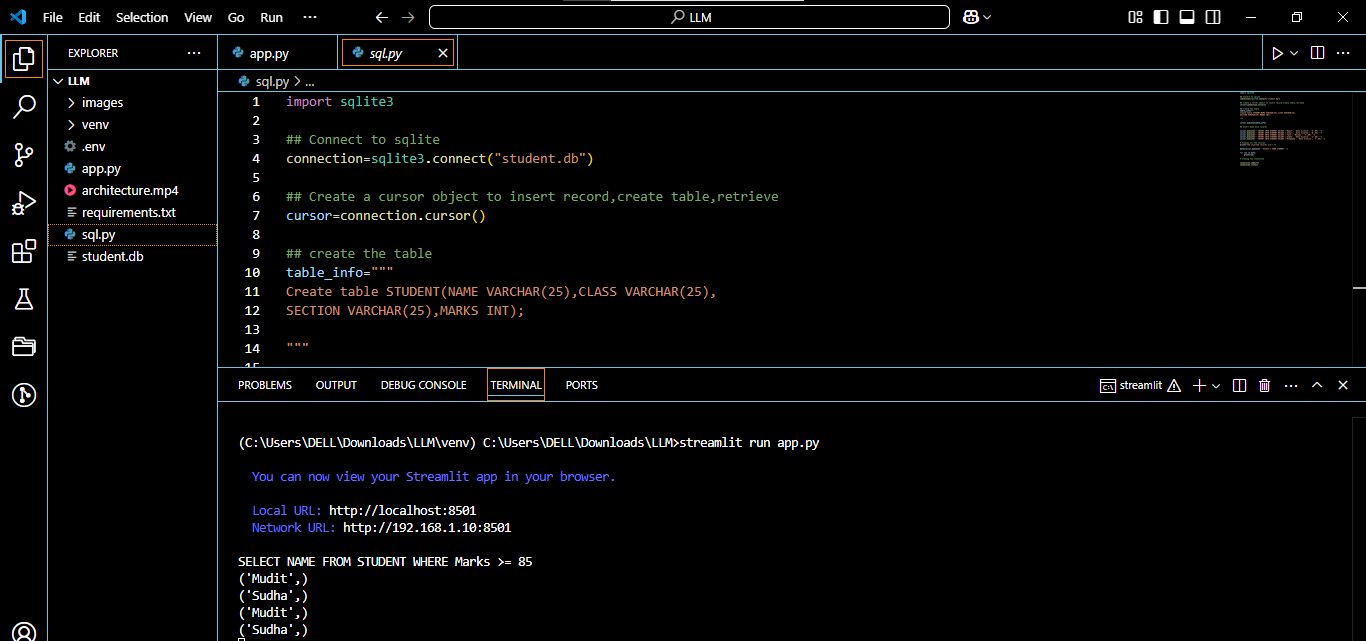 File Edit Selection View Go Run ··· LLM
EXPLORER ···
app.py
sql.py
LLM
images
venv
.env
app.py
architecture.mp4
requirements.txt
sql.py
student.db
sql.py > ...
1 import sqlite3
2
3 ## Connect to sqlite
4 connection=sqlite3.connect("student.db")
5
6 ## Create a cursor object to insert record,create table,retrieve
7 cursor=connection.cursor()
8
9 ## create the table
10 table_info="""
11 Create table STUDENT(NAME VARCHAR(25),CLASS VARCHAR(25),
12 SECTION VARCHAR(25),MARKS INT);
13
14 """
15
PROBLEMS OUTPUT DEBUG CONSOLE TERMINAL PORTS streamlit
(C:\Users\DELL\Downloads\LLM\venv) C:\Users\DELL\Downloads\LLM>streamlit run app.py
You can now view your Streamlit app in your browser.
Local URL: http://localhost:8501
Network URL: http://192.168.1.10:8501
SELECT NAME FROM STUDENT WHERE Marks >= 85
('Mudit',)
('Sudha',)
('Mudit',)
('Sudha',)